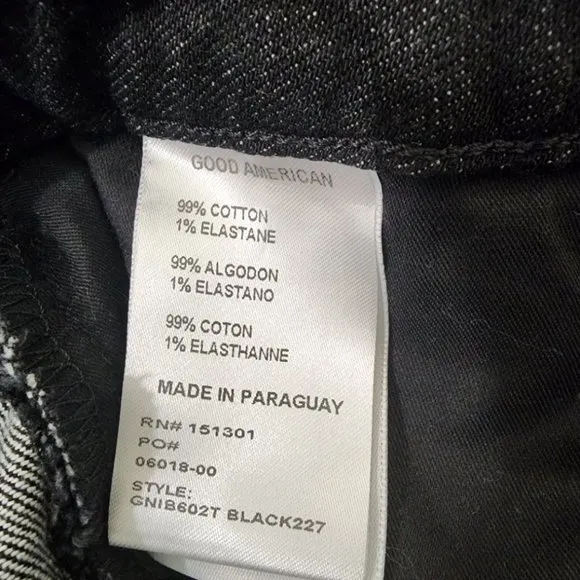 GOOD AMERICAN
99% COTTON
1% ELASTANE
99% ALGODON
1% ELASTANO
99% COTON
1% ELASTHANNE
MADE IN PARAGUAY
RN# 151301
PO#
06018-00
STYLE:
GNIB602T BLACK227